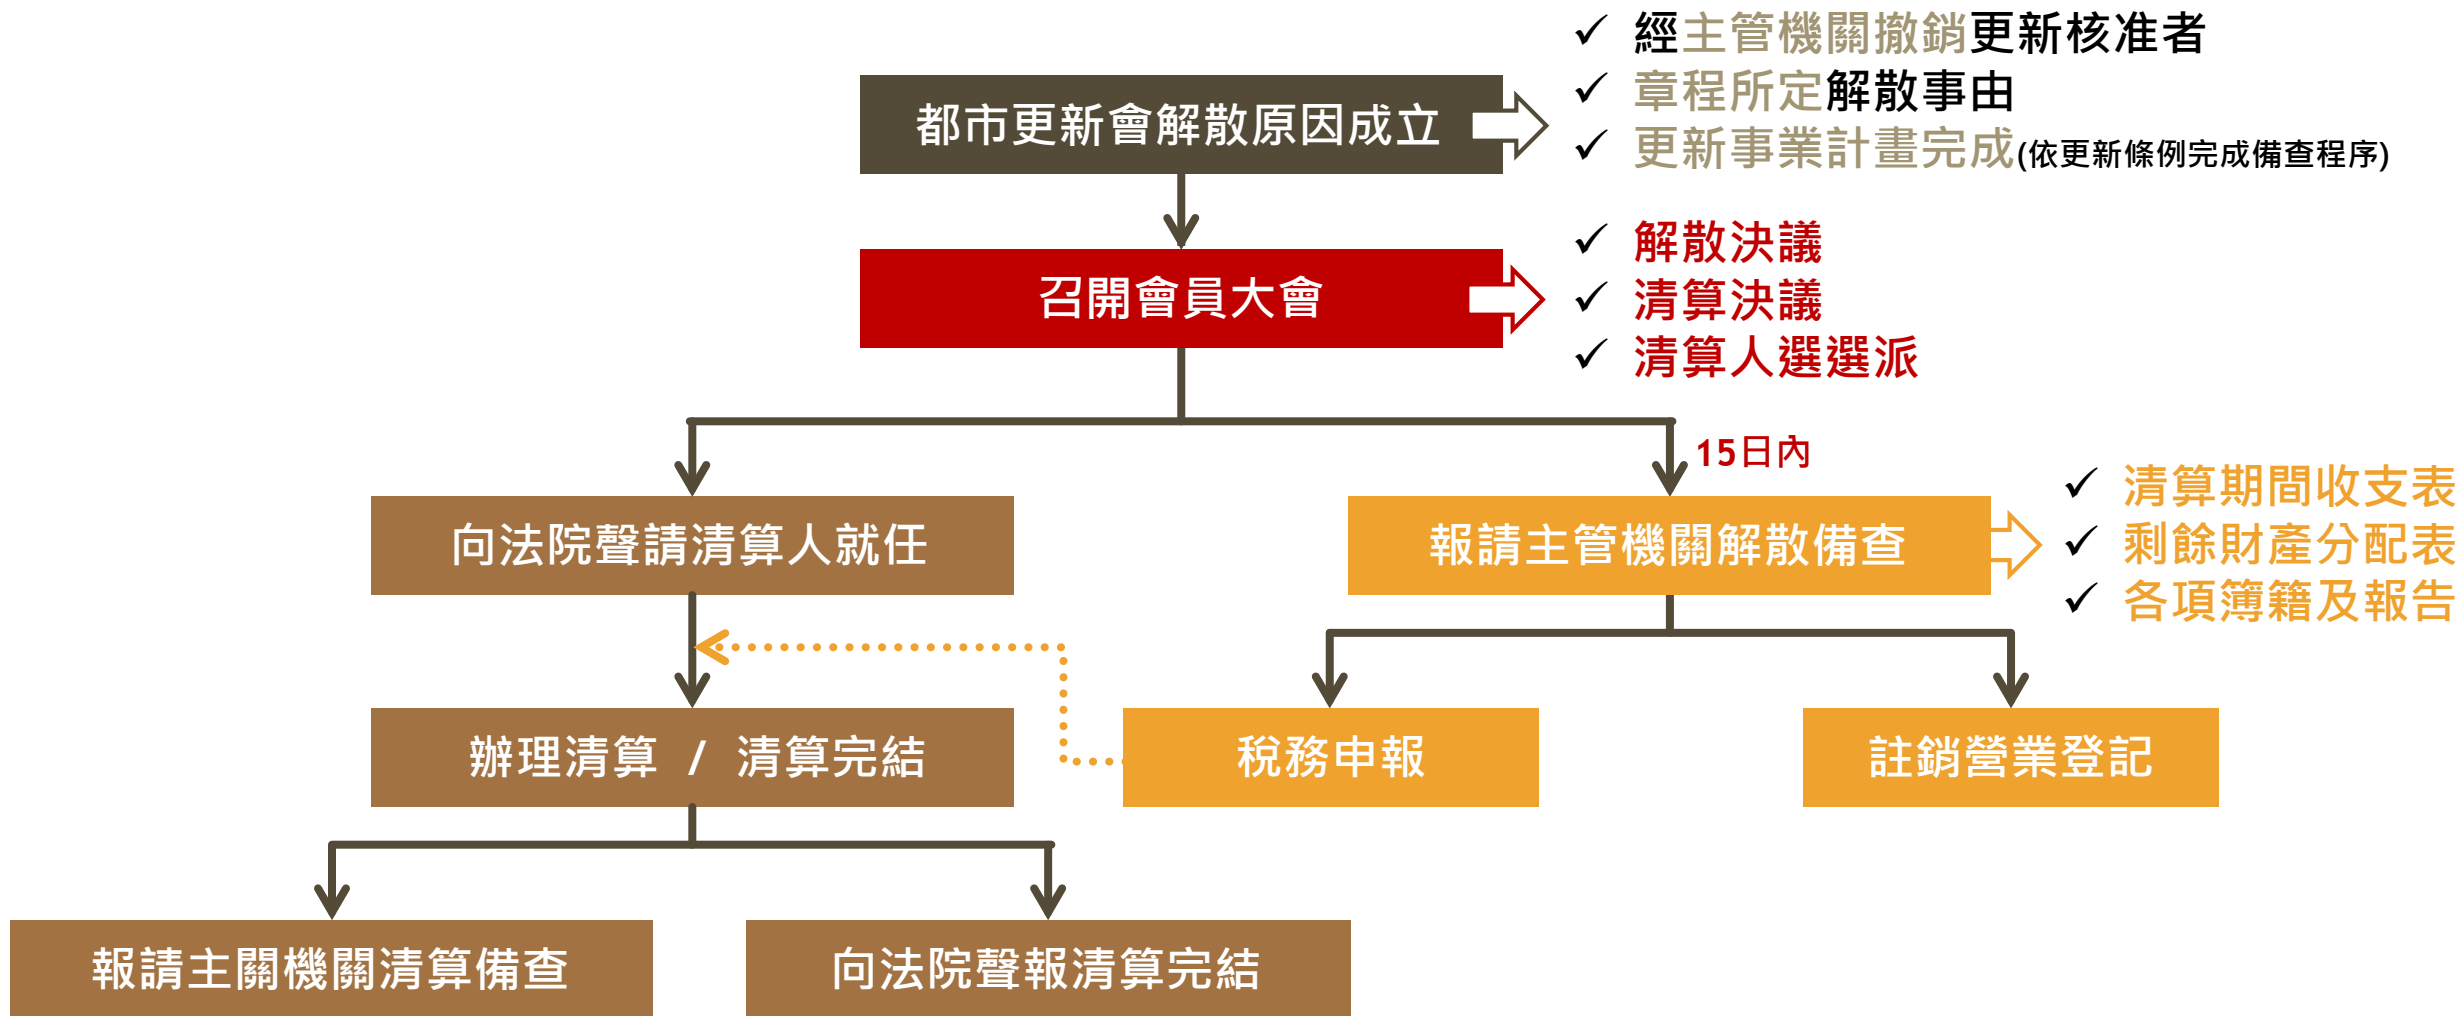 ✓ 經主管機關撤銷更新核准者
✓ 章程所定解散事由
✓ 更新事業計畫完成(依更新條例完成備查程序)
都市更新會解散原因成立
召開會員大會
✓ 解散決議
✓ 清算決議
✓ 清算人選選派
15日內
向法院聲請清算人就任
報請主管機關解散備查
✓ 清算期間收支表
✓ 剩餘財產分配表
✓ 各項簿籍及報告
辦理清算 / 清算完結
稅務申報
註銷營業登記
報請主關機關清算備查
向法院聲報清算完結